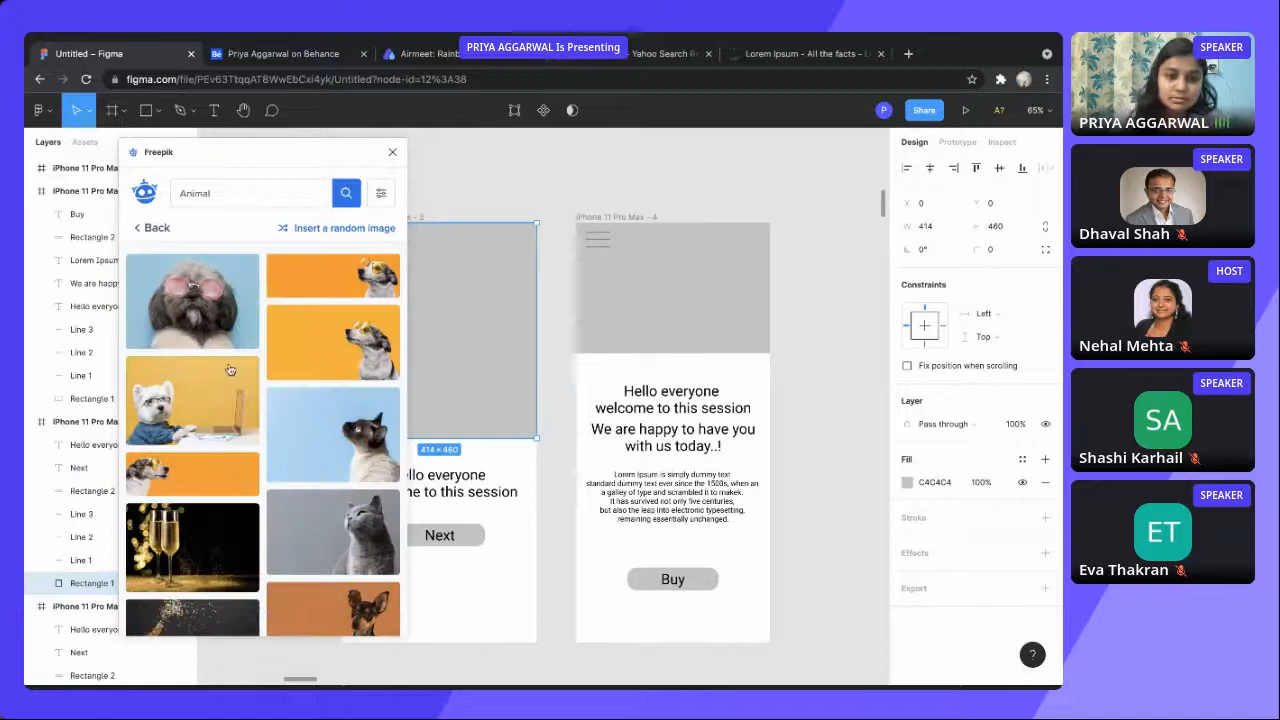 PRIYA AGGARWAL Is Presenting
Untitled – Figma
Priya Aggarwal on Behance
Airmeet: Rainb
Yahoo Search Re
Lorem Ipsum - All the facts - L
figma.com/file/PEv63TtqqAT8WwEbCxi4yk/Untitled?node-id=12%3A38
P
Share
A?
65%
Layers
Assets
iPhone 11 Pro Ma
iPhone 11 Pro Ma
Buy
Rectangle 2
Lorem Ipsum
We are happy
Hello everyo
Line 3
Line 2
Line 1
Rectangle 1
iPhone 11 Pro Ma
Hello everyo
Next
Rectangle 2
Line 3
Line 2
Line 1
Rectangle 1
iPhone 11 Pro Ma
Hello everyo
Next
Rectangle 2
Freepik
Animal
Back
Insert a random image
x - 3
414 × 460
llo everyone
ne to this session
Next
iPhone 11 Pro Max - 4
Hello everyone
welcome to this session
We are happy to have you
with us today..!
Lorem Ipsum is simply dummy text
standard dummy text ever since the 1500s, when an
a galley of type and scrambled it to makek.
It has survived not only five centuries,
but also the leap into electronic typesetting,
remaining essentially unchanged.
Buy
Design
Prototype
Inspect
X 0
Y 0
W 414
H 460
0°
0
Constraints
Left
Top
Fix position when scrolling
Layer
Pass through
100%
Fill
C4C4C4
100%
Stroke
Effects
Export
?
SPEAKER
PRIYA AGGARWAL
SPEAKER
Dhaval Shah
HOST
Nehal Mehta
SPEAKER
SA
Shashi Karhail
SPEAKER
ET
Eva Thakran